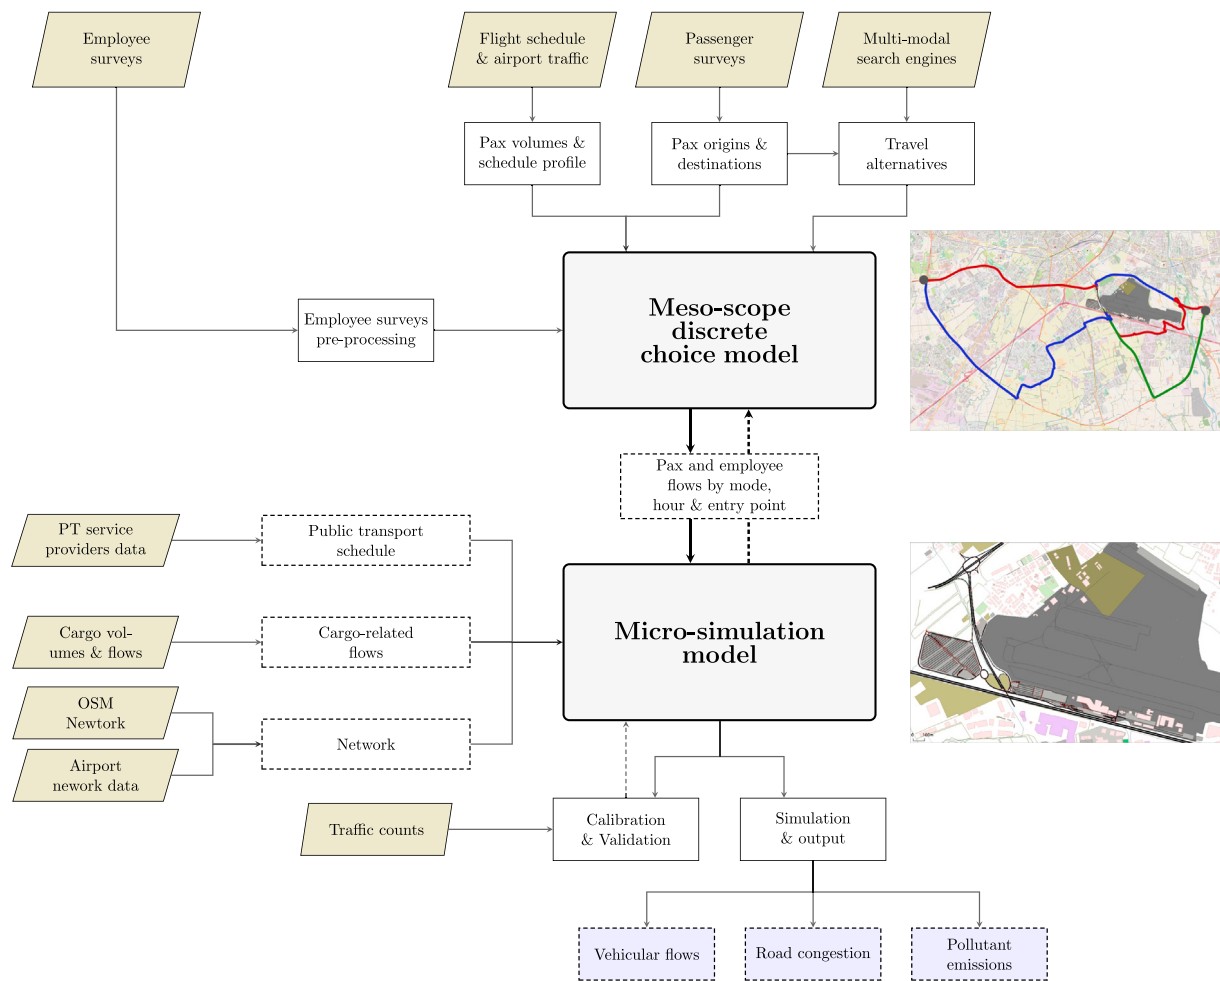 Employee
surveys
Flight schedule
& airport traffic
Passenger
surveys
Multi-modal
search engines
Pax volumes &
schedule profile
Pax origins &
destinations
Travel
alternatives
Employee surveys
pre-processing
Meso-scope
discrete
choice model
Pax and employee
flows by mode,
hour & entry point
PT service
providers data
Public transport
schedule
Cargo vol-
umes & flows
Cargo-related
flows
Micro-simulation
model
OSM
Newtork
Network
Airport
nework data
Traffic counts
Calibration
& Validation
Simulation
& output
Vehicular flows
Road congestion
Pollutant
emissions